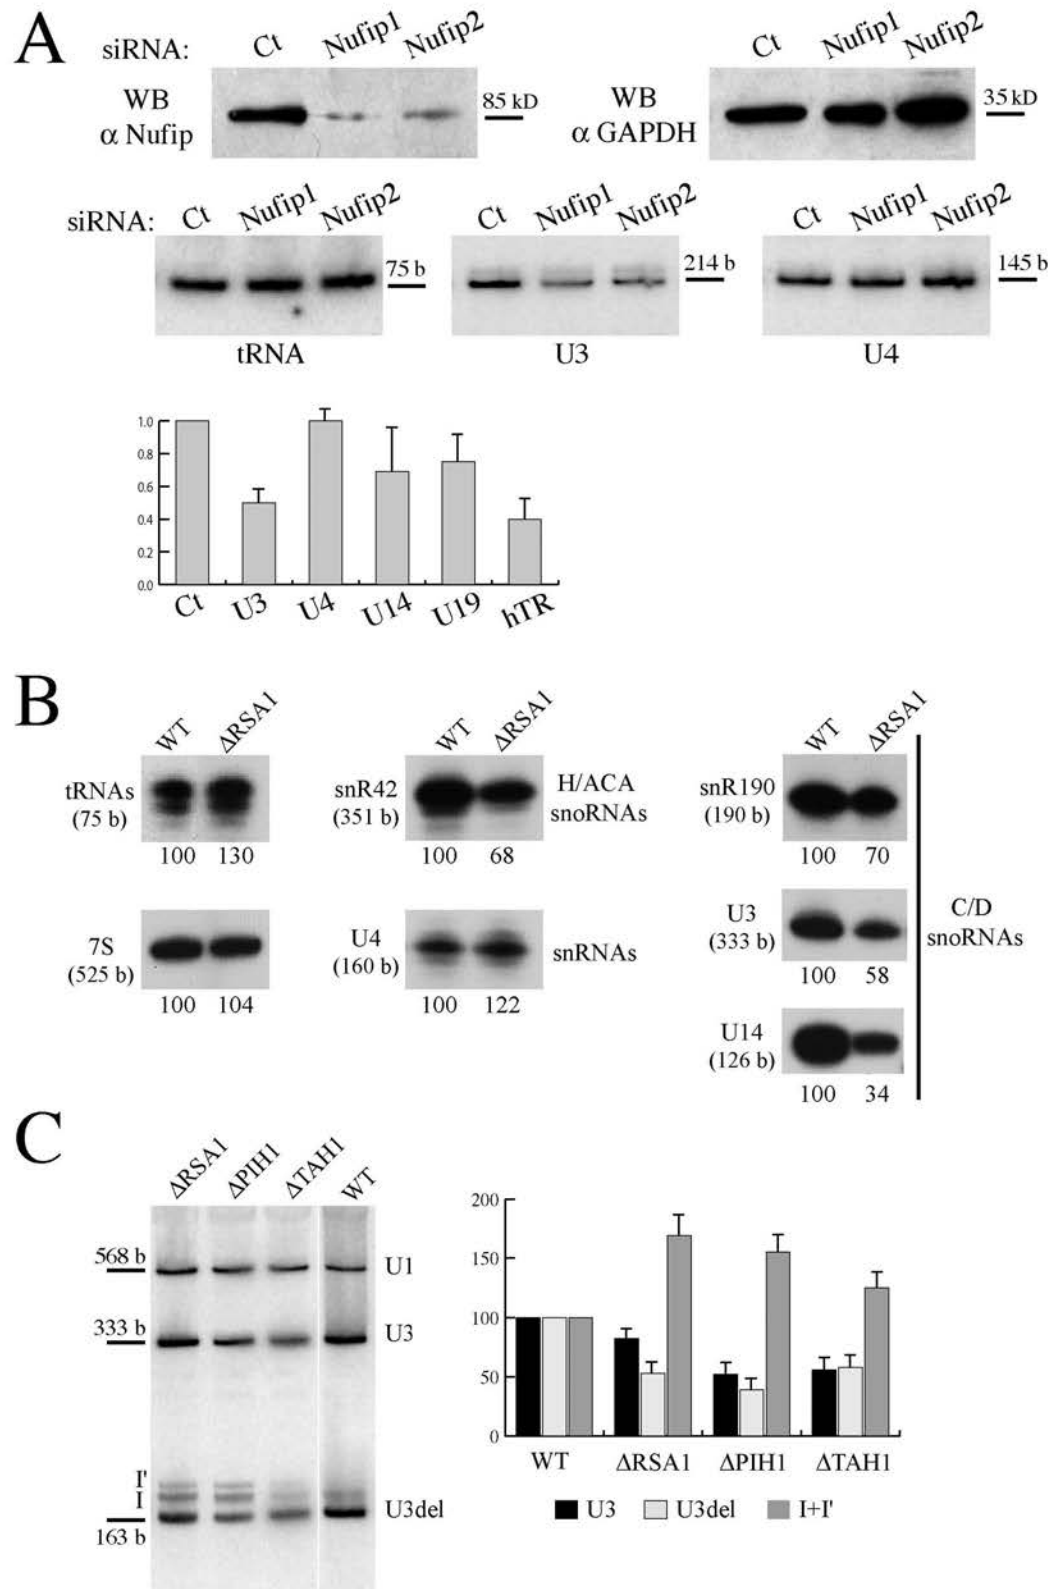 A
siRNA: Ct Nufip1 Nufip2
WB
α Nufip
85 kD
Ct Nufip1 Nufip2
WB
α GAPDH
35 kD
siRNA: Ct Nufip1 Nufip2
75 b
tRNA
Ct Nufip1 Nufip2
214 b
U3
Ct Nufip1 Nufip2
145 b
U4
1.0
0.8
0.6
0.4
0.2
0.0
Ct U3 U4 U14 U19 hTR
B
WT ΔRSA1
tRNAs
(75 b)
100 130
7S
(525 b)
100 104
WT ΔRSA1
snR42
(351 b)
H/ACA
snoRNAs
100 68
U4
(160 b)
snRNAs
100 122
WT ΔRSA1
snR190
(190 b)
100 70
U3
(333 b)
100 58
U14
(126 b)
100 34
C/D
snoRNAs
C
ΔRSA1 ΔPIH1 ΔTAH1 WT
568 b
U1
333 b
U3
I'
I
U3del
163 b
200
150
100
50
0
WT ΔRSA1 ΔPIH1 ΔTAH1
U3 U3del I+I'